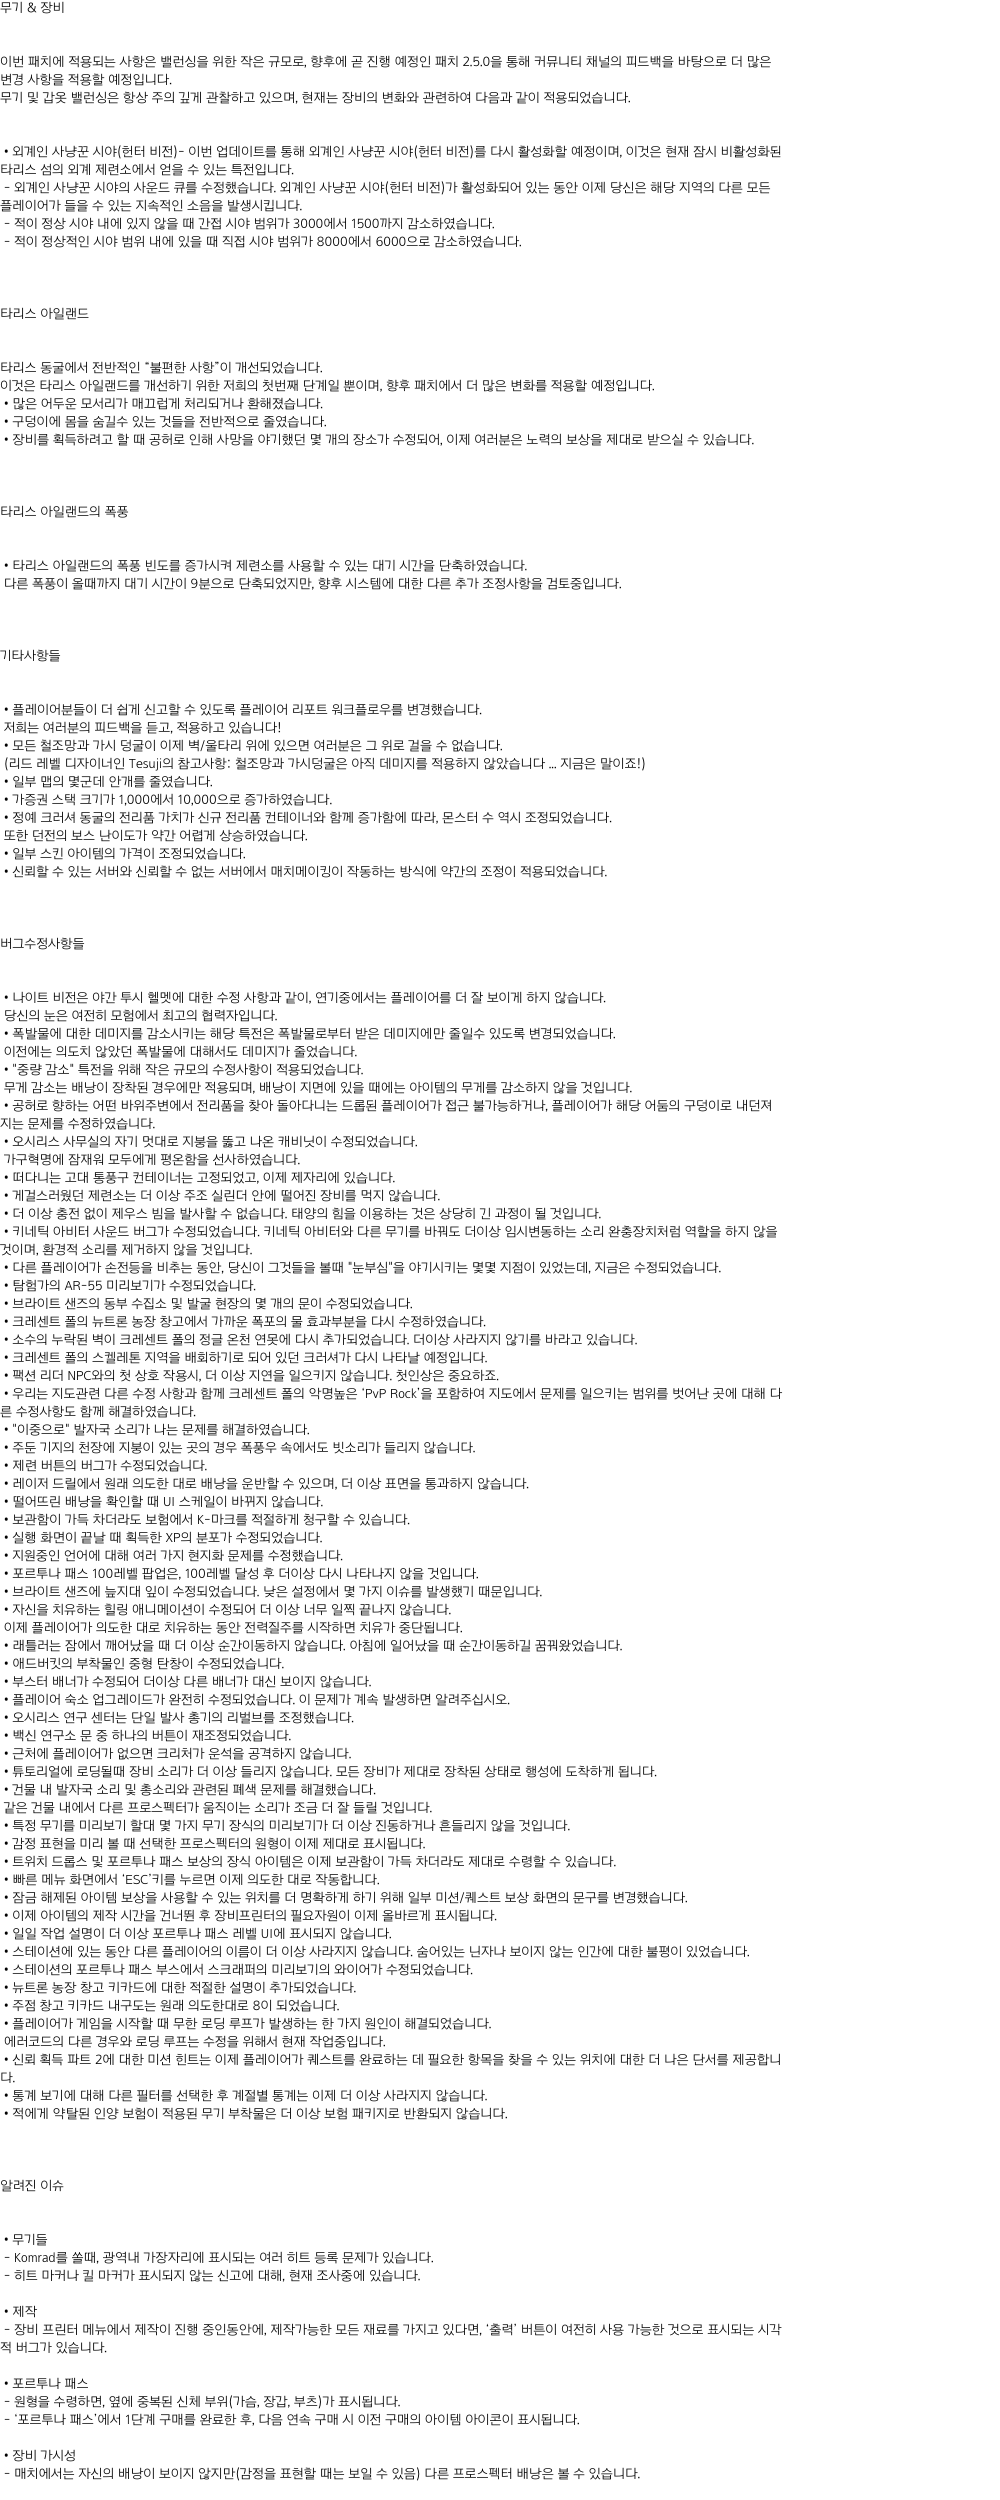 무기 & 장비
이번 패치에 적용되는 사항은 밸런싱을 위한 작은 규모로, 향후에 곧 진행 예정인 패치 2.5.0을 통해 커뮤니티 채널의 피드백을 바탕으로 더 많은
변경 사항을 적용할 예정입니다.
무기 및 갑옷 밸런싱은 항상 주의 깊게 관찰하고 있으며, 현재는 장비의 변화와 관련하여 다음과 같이 적용되었습니다.
• 외계인 사냥꾼 시야(헌터 비전)- 이번 업데이트를 통해 외계인 사냥꾼 시야(헌터 비전)를 다시 활성화할 예정이며, 이것은 현재 잠시 비활성화된
타리스 섬의 외계 제련소에서 얻을 수 있는 특전입니다.
- 외계인 사냥꾼 시야의 사운드 큐를 수정했습니다. 외계인 사냥꾼 시야(헌터 비전)가 활성화되어 있는 동안 이제 당신은 해당 지역의 다른 모든
플레이어가 들을 수 있는 지속적인 소음을 발생시킵니다.
- 적이 정상 시야 내에 있지 않을 때 간접 시야 범위가 3000에서 1500까지 감소하였습니다.
- 적이 정상적인 시야 범위 내에 있을 때 직접 시야 범위가 8000에서 6000으로 감소하였습니다.
타리스 아일랜드
타리스 동굴에서 전반적인 “불편한 사항”이 개선되었습니다.
이것은 타리스 아일랜드를 개선하기 위한 저희의 첫번째 단계일 뿐이며, 향후 패치에서 더 많은 변화를 적용할 예정입니다.
• 많은 어두운 모서리가 매끄럽게 처리되거나 환해졌습니다.
• 구덩이에 몸을 숨길수 있는 것들을 전반적으로 줄였습니다.
• 장비를 획득하려고 할 때 공허로 인해 사망을 야기했던 몇 개의 장소가 수정되어, 이제 여러분은 노력의 보상을 제대로 받으실 수 있습니다.
타리스 아일랜드의 폭풍
• 타리스 아일랜드의 폭풍 빈도를 증가시켜 제련소를 사용할 수 있는 대기 시간을 단축하였습니다.
다른 폭풍이 올때까지 대기 시간이 9분으로 단축되었지만, 향후 시스템에 대한 다른 추가 조정사항을 검토중입니다.
기타사항들
• 플레이어분들이 더 쉽게 신고할 수 있도록 플레이어 리포트 워크플로우를 변경했습니다.
저희는 여러분의 피드백을 듣고, 적용하고 있습니다!
• 모든 철조망과 가시 덩굴이 이제 벽/울타리 위에 있으면 여러분은 그 위로 걸을 수 없습니다.
(리드 레벨 디자이너인 Tesuji의 참고사항: 철조망과 가시덩굴은 아직 데미지를 적용하지 않았습니다 ... 지금은 말이죠!)
• 일부 맵의 몇군데 안개를 줄였습니다.
• 가증권 스택 크기가 1,000에서 10,000으로 증가하였습니다.
• 정예 크러셔 동굴의 전리품 가치가 신규 전리품 컨테이너와 함께 증가함에 따라, 몬스터 수 역시 조정되었습니다.
또한 던전의 보스 난이도가 약간 어렵게 상승하였습니다.
• 일부 스킨 아이템의 가격이 조정되었습니다.
• 신뢰할 수 있는 서버와 신뢰할 수 없는 서버에서 매치메이킹이 작동하는 방식에 약간의 조정이 적용되었습니다.
버그수정사항들
• 나이트 비전은 야간 투시 헬멧에 대한 수정 사항과 같이, 연기중에서는 플레이어를 더 잘 보이게 하지 않습니다.
당신의 눈은 여전히 모험에서 최고의 협력자입니다.
• 폭발물에 대한 데미지를 감소시키는 해당 특전은 폭발물로부터 받은 데미지에만 줄일수 있도록 변경되었습니다.
이전에는 의도치 않았던 폭발물에 대해서도 데미지가 줄었습니다.
• "중량 감소" 특전을 위해 작은 규모의 수정사항이 적용되었습니다.
무게 감소는 배낭이 장착된 경우에만 적용되며, 배낭이 지면에 있을 때에는 아이템의 무게를 감소하지 않을 것입니다.
• 공허로 향하는 어떤 바위주변에서 전리품을 찾아 돌아다니는 드롭된 플레이어가 접근 불가능하거나, 플레이어가 해당 어둠의 구덩이로 내던져
지는 문제를 수정하였습니다.
• 오시리스 사무실의 자기 멋대로 지붕을 뚫고 나온 캐비닛이 수정되었습니다.
가구혁명에 잠재워 모두에게 평온함을 선사하였습니다.
• 떠다니는 고대 통풍구 컨테이너는 고정되었고, 이제 제자리에 있습니다.
• 게걸스러웠던 제련소는 더 이상 주조 실린더 안에 떨어진 장비를 먹지 않습니다.
• 더 이상 충전 없이 제우스 빔을 발사할 수 없습니다. 태양의 힘을 이용하는 것은 상당히 긴 과정이 될 것입니다.
• 키네틱 아비터 사운드 버그가 수정되었습니다. 키네틱 아비터와 다른 무기를 바꿔도 더이상 임시변동하는 소리 완충장치처럼 역할을 하지 않을
것이며, 환경적 소리를 제거하지 않을 것입니다.
• 다른 플레이어가 손전등을 비추는 동안, 당신이 그것들을 볼때 "눈부심"을 야기시키는 몇몇 지점이 있었는데, 지금은 수정되었습니다.
• 탐험가의 AR-55 미리보기가 수정되었습니다.
• 브라이트 샌즈의 동부 수집소 및 발굴 현장의 몇 개의 문이 수정되었습니다.
• 크레센트 폴의 뉴트론 농장 창고에서 가까운 폭포의 물 효과부분을 다시 수정하였습니다.
• 소수의 누락된 벽이 크레센트 폴의 정글 온천 연못에 다시 추가되었습니다. 더이상 사라지지 않기를 바라고 있습니다.
• 크레센트 폴의 스켈레톤 지역을 배회하기로 되어 있던 크러셔가 다시 나타날 예정입니다.
• 팩션 리더 NPC와의 첫 상호 작용시, 더 이상 지연을 일으키지 않습니다. 첫인상은 중요하죠.
• 우리는 지도관련 다른 수정 사항과 함께 크레센트 폴의 악명높은 ‘PvP Rock’을 포함하여 지도에서 문제를 일으키는 범위를 벗어난 곳에 대해 다
른 수정사항도 함께 해결하였습니다.
• "이중으로" 발자국 소리가 나는 문제를 해결하였습니다.
• 주둔 기지의 천장에 지붕이 있는 곳의 경우 폭풍우 속에서도 빗소리가 들리지 않습니다.
• 제련 버튼의 버그가 수정되었습니다.
• 레이저 드릴에서 원래 의도한 대로 배낭을 운반할 수 있으며, 더 이상 표면을 통과하지 않습니다.
• 떨어뜨린 배낭을 확인할 때 UI 스케일이 바뀌지 않습니다.
• 보관함이 가득 차더라도 보험에서 K-마크를 적절하게 청구할 수 있습니다.
• 실행 화면이 끝날 때 획득한 XP의 분포가 수정되었습니다.
• 지원중인 언어에 대해 여러 가지 현지화 문제를 수정했습니다.
• 포르투나 패스 100레벨 팝업은, 100레벨 달성 후 더이상 다시 나타나지 않을 것입니다.
• 브라이트 샌즈에 늪지대 잎이 수정되었습니다. 낮은 설정에서 몇 가지 이슈를 발생했기 때문입니다.
• 자신을 치유하는 힐링 애니메이션이 수정되어 더 이상 너무 일찍 끝나지 않습니다.
이제 플레이어가 의도한 대로 치유하는 동안 전력질주를 시작하면 치유가 중단됩니다.
• 래틀러는 잠에서 깨어났을 때 더 이상 순간이동하지 않습니다. 아침에 일어났을 때 순간이동하길 꿈꿔왔었습니다.
• 애드버킷의 부착물인 중형 탄창이 수정되었습니다.
• 부스터 배너가 수정되어 더이상 다른 배너가 대신 보이지 않습니다.
• 플레이어 숙소 업그레이드가 완전히 수정되었습니다. 이 문제가 계속 발생하면 알려주십시오.
• 오시리스 연구 센터는 단일 발사 총기의 리벌브를 조정했습니다.
• 백신 연구소 문 중 하나의 버튼이 재조정되었습니다.
• 근처에 플레이어가 없으면 크리처가 운석을 공격하지 않습니다.
• 튜토리얼에 로딩될때 장비 소리가 더 이상 들리지 않습니다. 모든 장비가 제대로 장착된 상태로 행성에 도착하게 됩니다.
• 건물 내 발자국 소리 및 총소리와 관련된 폐색 문제를 해결했습니다.
같은 건물 내에서 다른 프로스펙터가 움직이는 소리가 조금 더 잘 들릴 것입니다.
• 특정 무기를 미리보기 할대 몇 가지 무기 장식의 미리보기가 더 이상 진동하거나 흔들리지 않을 것입니다.
• 감정 표현을 미리 볼 때 선택한 프로스펙터의 원형이 이제 제대로 표시됩니다.
• 트위치 드롭스 및 포르투나 패스 보상의 장식 아이템은 이제 보관함이 가득 차더라도 제대로 수령할 수 있습니다.
• 빠른 메뉴 화면에서 ‘ESC’키를 누르면 이제 의도한 대로 작동합니다.
• 잠금 해제된 아이템 보상을 사용할 수 있는 위치를 더 명확하게 하기 위해 일부 미션/퀘스트 보상 화면의 문구를 변경했습니다.
• 이제 아이템의 제작 시간을 건너뛴 후 장비프린터의 필요자원이 이제 올바르게 표시됩니다.
• 일일 작업 설명이 더 이상 포르투나 패스 레벨 UI에 표시되지 않습니다.
• 스테이션에 있는 동안 다른 플레이어의 이름이 더 이상 사라지지 않습니다. 숨어있는 닌자나 보이지 않는 인간에 대한 불평이 있었습니다.
• 스테이션의 포르투나 패스 부스에서 스크래퍼의 미리보기의 와이어가 수정되었습니다.
• 뉴트론 농장 창고 키카드에 대한 적절한 설명이 추가되었습니다.
• 주점 창고 키카드 내구도는 원래 의도한대로 8이 되었습니다.
• 플레이어가 게임을 시작할 때 무한 로딩 루프가 발생하는 한 가지 원인이 해결되었습니다.
에러코드의 다른 경우와 로딩 루프는 수정을 위해서 현재 작업중입니다.
• 신뢰 획득 파트 2에 대한 미션 힌트는 이제 플레이어가 퀘스트를 완료하는 데 필요한 항목을 찾을 수 있는 위치에 대한 더 나은 단서를 제공합니
다.
• 통계 보기에 대해 다른 필터를 선택한 후 계절별 통계는 이제 더 이상 사라지지 않습니다.
• 적에게 약탈된 인양 보험이 적용된 무기 부착물은 더 이상 보험 패키지로 반환되지 않습니다.
알려진 이슈
• 무기들
- Komrad를 쏠때, 광역내 가장자리에 표시되는 여러 히트 등록 문제가 있습니다.
- 히트 마커나 킬 마커가 표시되지 않는 신고에 대해, 현재 조사중에 있습니다.
• 제작
- 장비 프린터 메뉴에서 제작이 진행 중인동안에, 제작가능한 모든 재료를 가지고 있다면, ‘출력’ 버튼이 여전히 사용 가능한 것으로 표시되는 시각
적 버그가 있습니다.
• 포르투나 패스
- 원형을 수령하면, 옆에 중복된 신체 부위(가슴, 장갑, 부츠)가 표시됩니다.
- ‘포르투나 패스’에서 1단계 구매를 완료한 후, 다음 연속 구매 시 이전 구매의 아이템 아이콘이 표시됩니다.
• 장비 가시성
- 매치에서는 자신의 배낭이 보이지 않지만(감정을 표현할 때는 보일 수 있음) 다른 프로스펙터 배낭은 볼 수 있습니다.